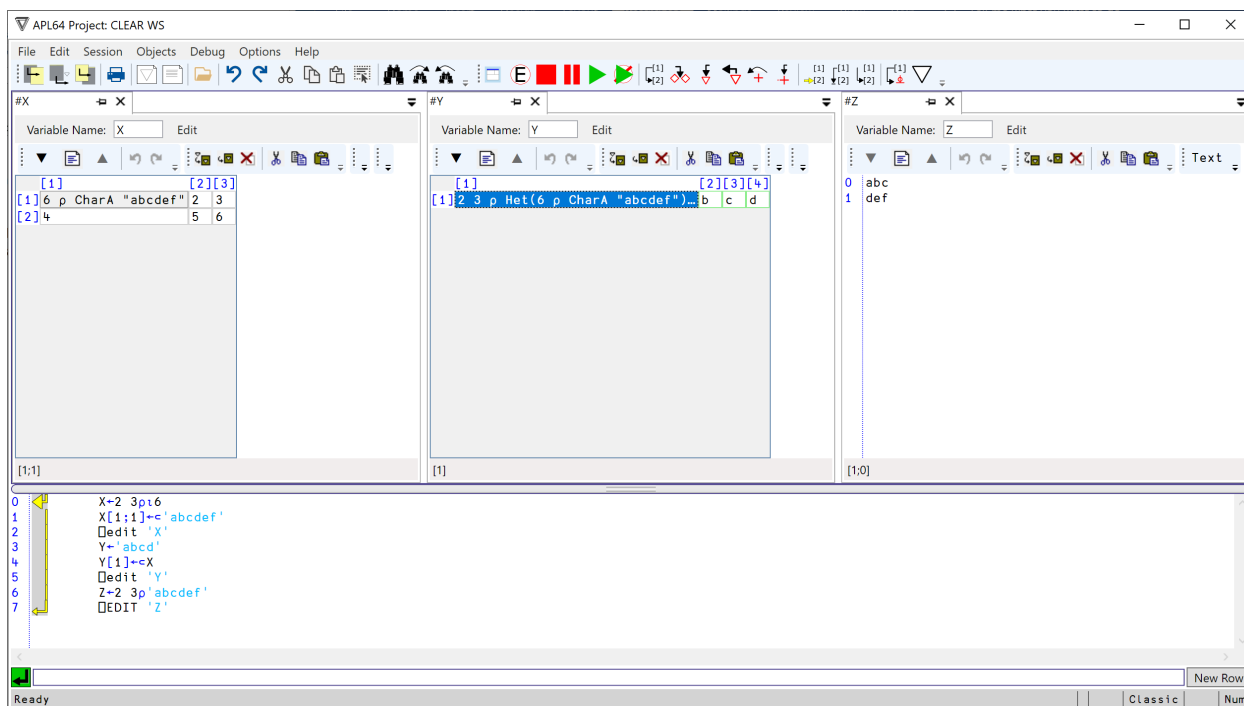 APL64 Project: CLEAR WS
File Edit Session Objects Debug Options Help
#X
Variable Name: X Edit
[1] [2][3]
[1] 6 ρ CharA "abcdef" 2 3
[2] 4 5 6
[1;1]
#Y
Variable Name: Y Edit
[1] [2][3][4]
[1] 2 3 ρ Het(6 ρ CharA "abcdef")… b c d
[1]
#Z
Variable Name: Z Edit
Text
0 abc
1 def
[1;0]
0 X←2 3⍴⍳6
1 X[1;1]←⊂'abcdef'
2 ⎕edit 'X'
3 Y←'abcd'
4 Y[1]←⊂X
5 ⎕edit 'Y'
6 Z←2 3⍴'abcdef'
7 ⎕EDIT 'Z'
New Row
Ready Classic Num